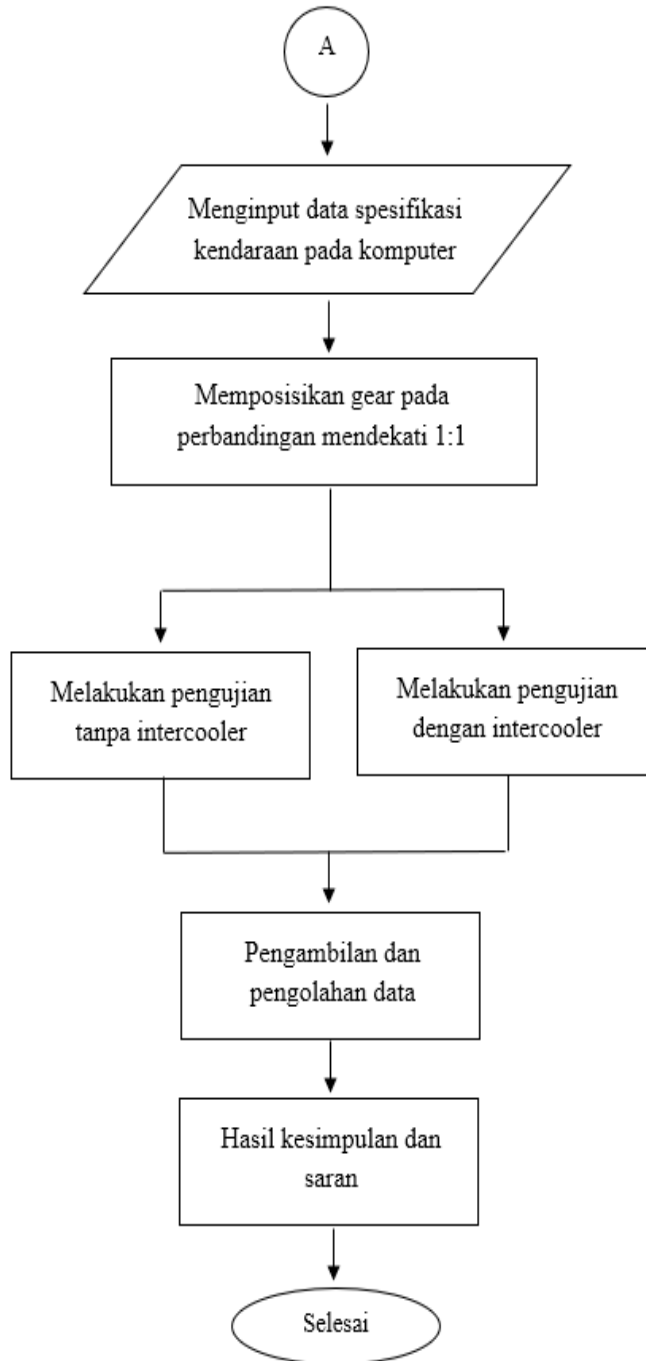 A
Menginput data spesifikasi
kendaraan pada komputer
Memposisikan gear pada
perbandingan mendekati 1:1
Melakukan pengujian
tanpa intercooler
Melakukan pengujian
dengan intercooler
Pengambilan dan
pengolahan data
Hasil kesimpulan dan
saran
Selesai